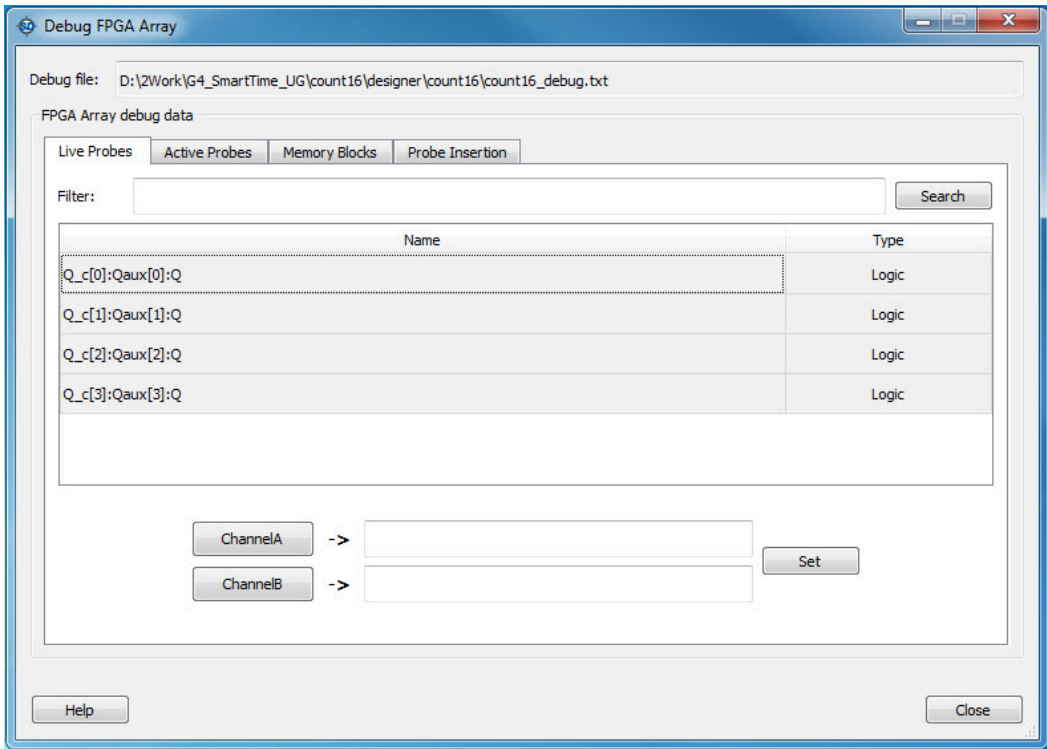 Debug FPGA Array
Debug file: D:\2Work\G4_SmartTime_UG\count16\designer\count16\count16_debug.txt
FPGA Array debug data
Live Probes Active Probes Memory Blocks Probe Insertion
Filter: Search
Name Type
Q_c[0]:Qaux[0]:Q Logic
Q_c[1]:Qaux[1]:Q Logic
Q_c[2]:Qaux[2]:Q Logic
Q_c[3]:Qaux[3]:Q Logic
ChannelA ->
Set
ChannelB ->
Help Close